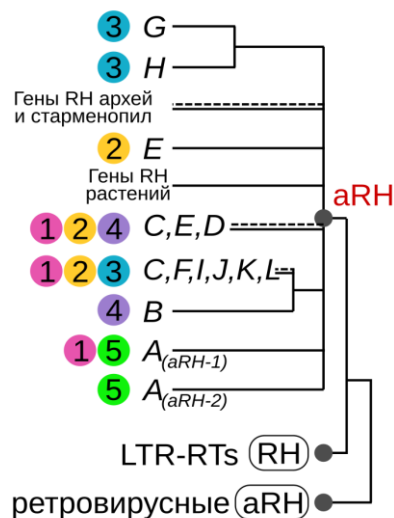 3 G
3 H
Гены RH архей
и старменопил
2 E
Гены RH
растений
aRH
1 2 4 C,E,D
1 2 3 C,F,I,J,K,L
4 B
1 5 A(aRH-1)
5 A(aRH-2)
LTR-RTs RH
ретровирусные aRH